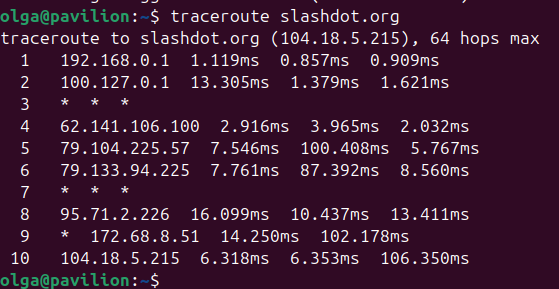 olga@pavilion:~$ traceroute slashdot.org
traceroute to slashdot.org (104.18.5.215), 64 hops max
1 192.168.0.1 1.119ms 0.857ms 0.909ms
2 100.127.0.1 13.305ms 1.379ms 1.621ms
3 * * *
4 62.141.106.100 2.916ms 3.965ms 2.032ms
5 79.104.225.57 7.546ms 100.408ms 5.767ms
6 79.133.94.225 7.761ms 87.392ms 8.560ms
7 * * *
8 95.71.2.226 16.099ms 10.437ms 13.411ms
9 * 172.68.8.51 14.250ms 102.178ms
10 104.18.5.215 6.318ms 6.353ms 106.350ms
olga@pavilion:~$